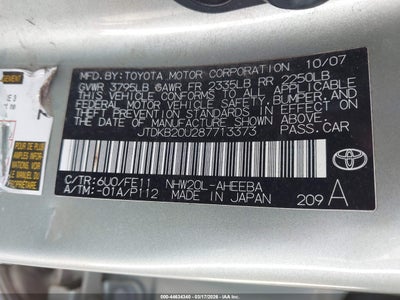 MFD. BY: TOYOTA MOTOR CORPORATION 10/07
GVWR 3795LB GAWR FR 2335LB RR 2250LB
THIS VEHICLE CONFORMS TO ALL APPLICABLE
FEDERAL MOTOR VEHICLE SAFETY, BUMPER, AND
THEFT PREVENTION STANDARDS IN EFFECT ON
THE DATE OF MANUFACTURE SHOWN ABOVE.
JTDKB20U287713373 PASS.CAR
TOYOTA
C/TR: 6U0/FE11 NHW20L-AHEEBA
A/TM: -01A/P112 MADE IN JAPAN 209 A
7
000-44634340 - 03/17/2026 - IAAI